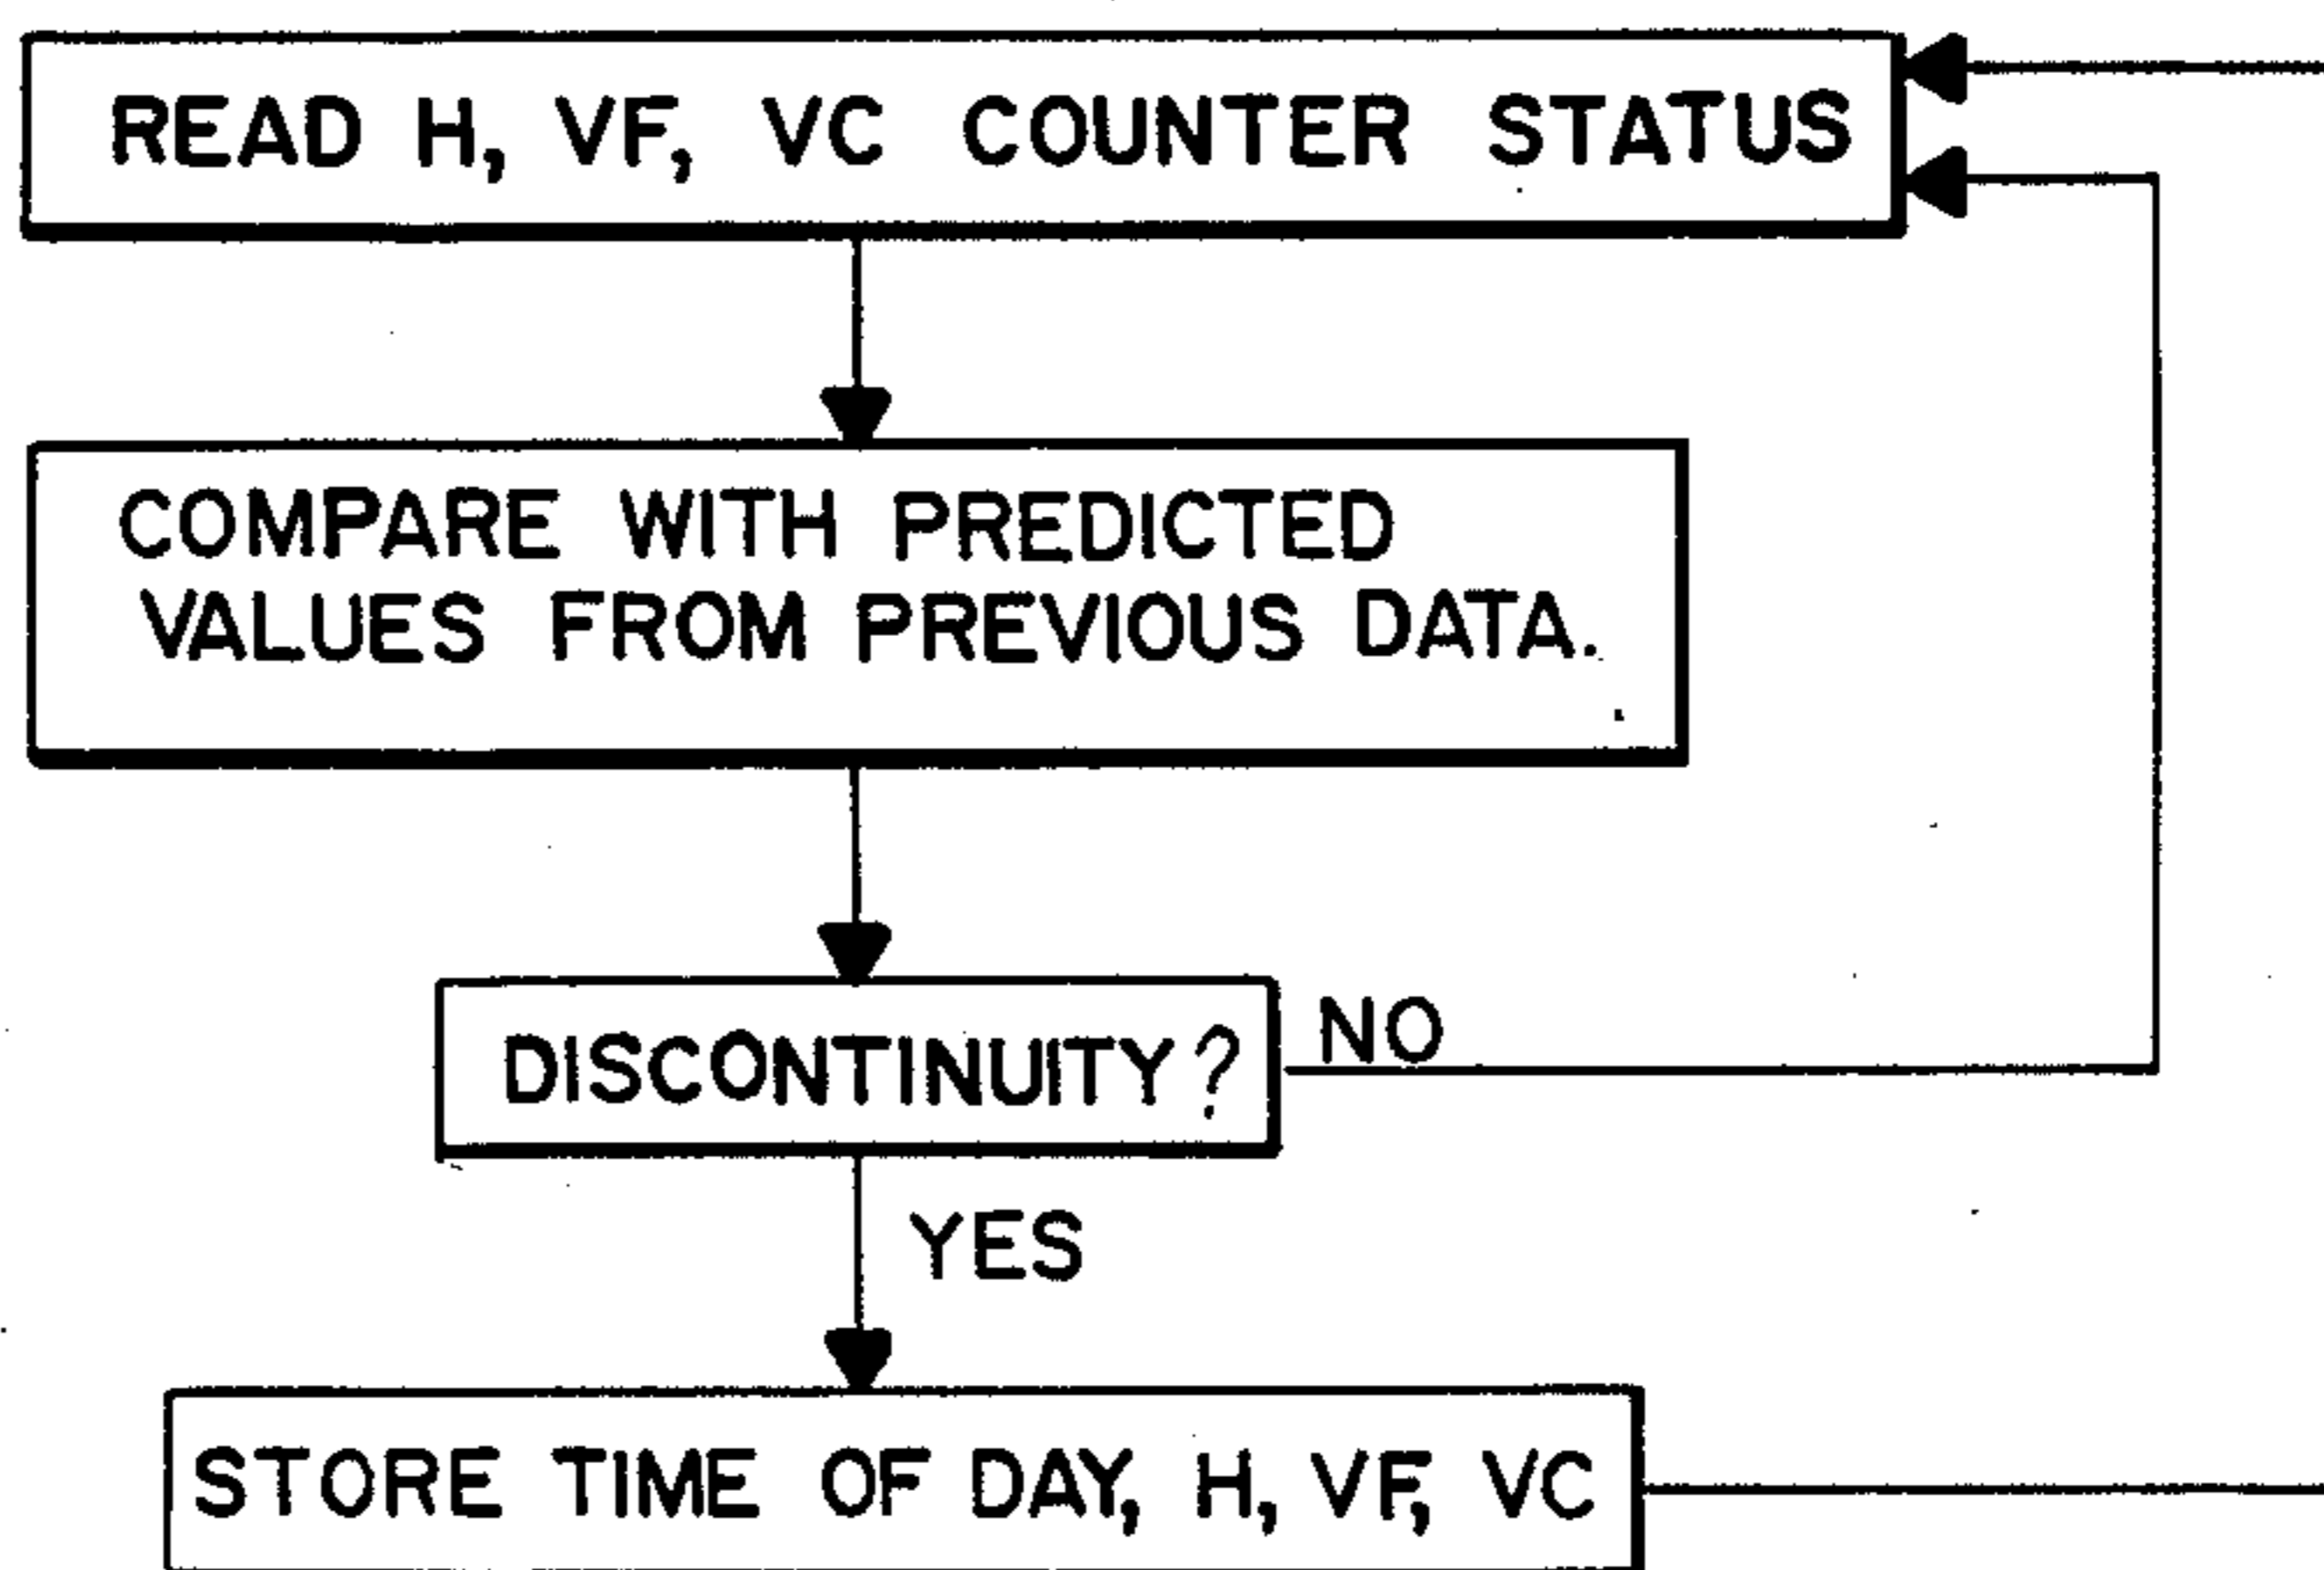 READ H, VF, VC COUNTER STATUS
COMPARE WITH PREDICTED
VALUES FROM PREVIOUS DATA.
DISCONTINUITY?
NO
YES
STORE TIME OF DAY, H, VF, VC